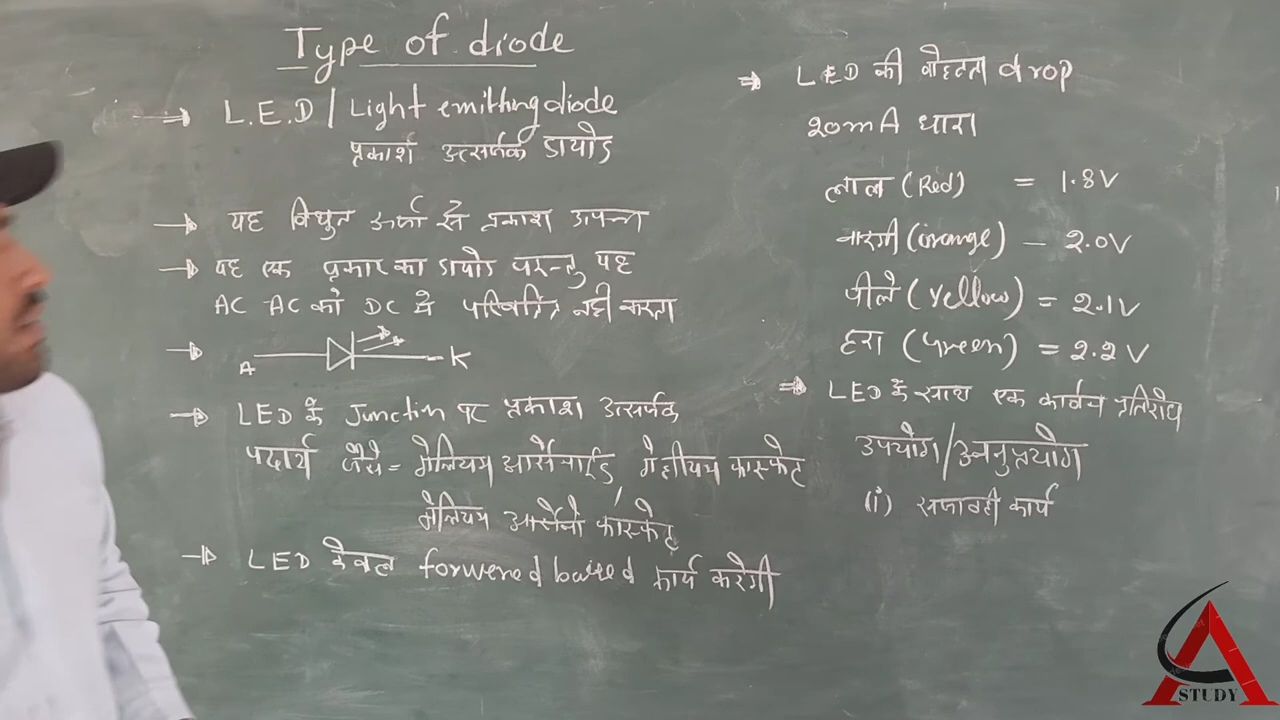 Type of diode
→ L.E.D / Light emitting diode
प्रकाश उत्सर्जक डायोड
→ यह विधुत ऊर्जा से प्रकाश उत्पन्न
→ यह एक प्रकार का डायोड परन्तु यह
AC AC को DC मे परिवर्तित नही करता
→ A K
→ LED के Junction पर प्रकाश उत्सर्जक
पदार्थ जैसे = गैलियम आर्सेनाईड गैलीयम फास्फेट
गैलियम आर्सेनो फास्फेट
→ LED केवल forwered baised कार्य करेगी
⇒ LED की वोल्टता drop
20mA धारा
लाल (Red) = 1.8V
नारंगी (orange) - 2.0V
पीले (Yellow) = 2.1V
हरा (Green) = 2.2V
⇒ LED के साथ एक कार्बन प्रतिरोध
उपयोग/अनुप्रयोग
(i) सजावटी कार्य
A STUDY